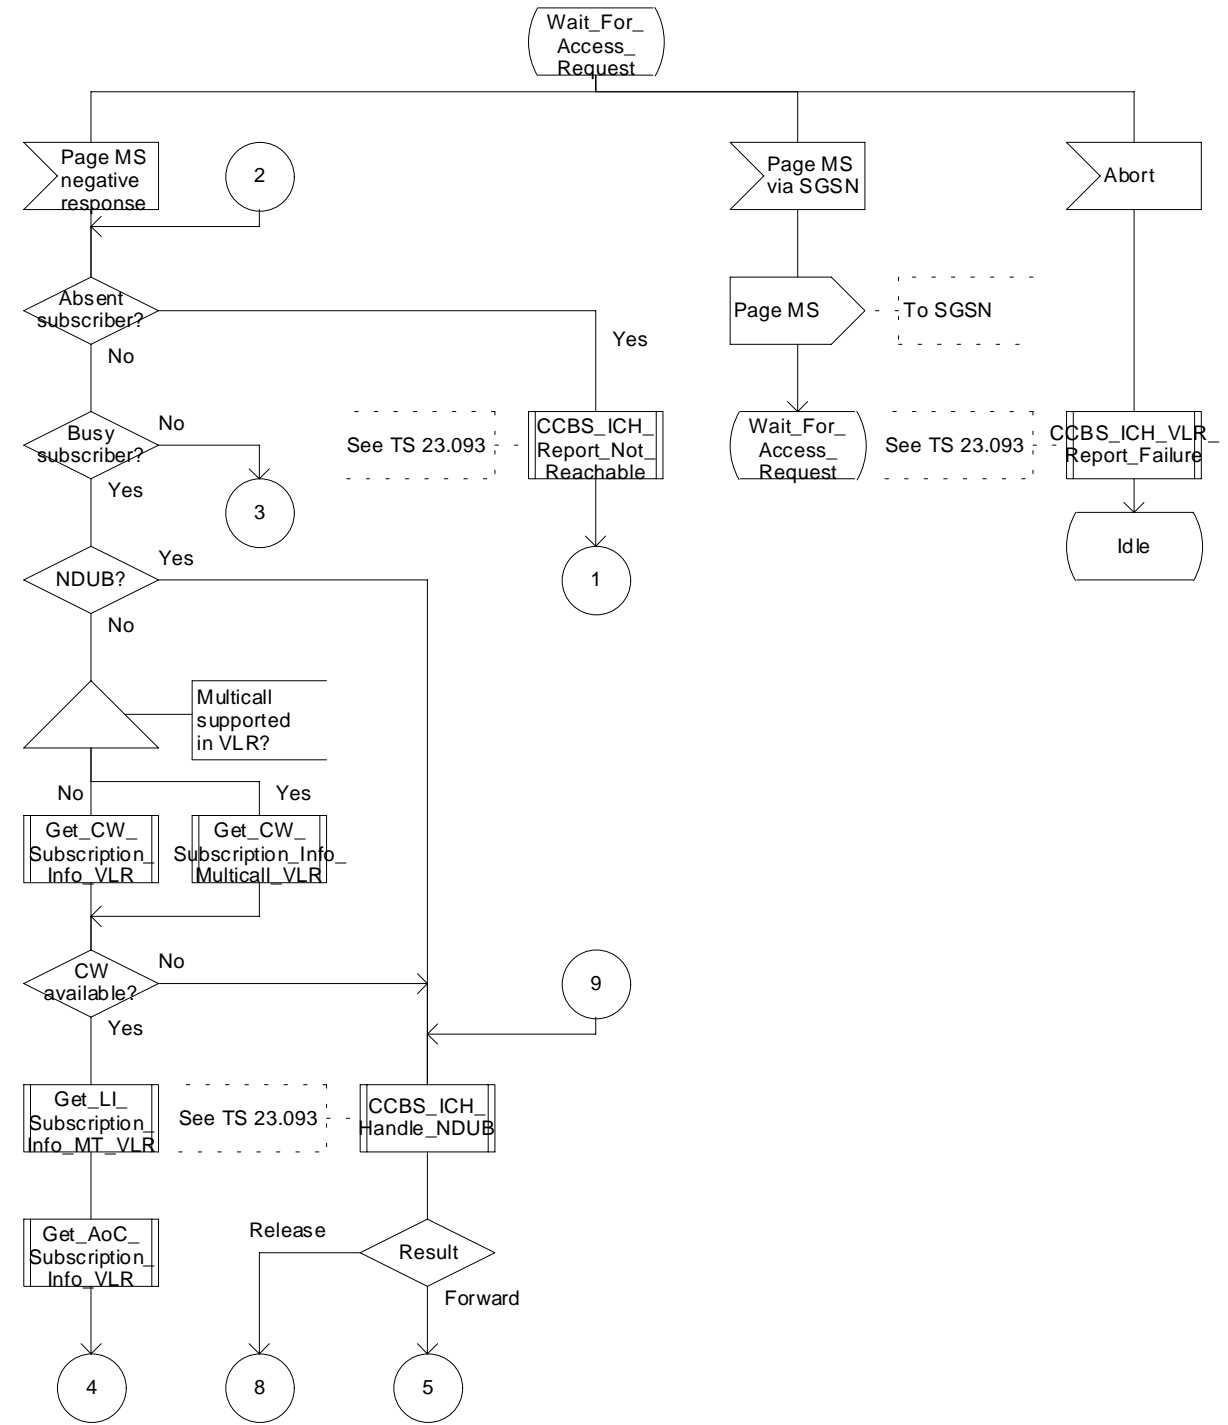 Wait_For_
Access_
Request
Page MS
negative
response
2
Page MS
via SGSN
Abort
Absent
subscriber?
Yes
No
Page MS
To SGSN
Busy
subscriber?
No
Yes
3
See TS 23.093
CCBS_ICH_
Report_Not_
Reachable
Wait_For_
Access_
Request
See TS 23.093
CCBS_ICH_VLR_
Report_Failure
Idle
1
NDUB?
Yes
No
Multicall
supported
in VLR?
No
Yes
Get_CW_
Subscription_
Info_VLR
Get_CW_
Subscription_Info_
Multicall_VLR
CW
available?
No
Yes
9
Get_LI_
Subscription_
Info_MT_VLR
See TS 23.093
CCBS_ICH_
Handle_NDUB
Get_AoC_
Subscription_
Info_VLR
Release
Result
Forward
4
8
5